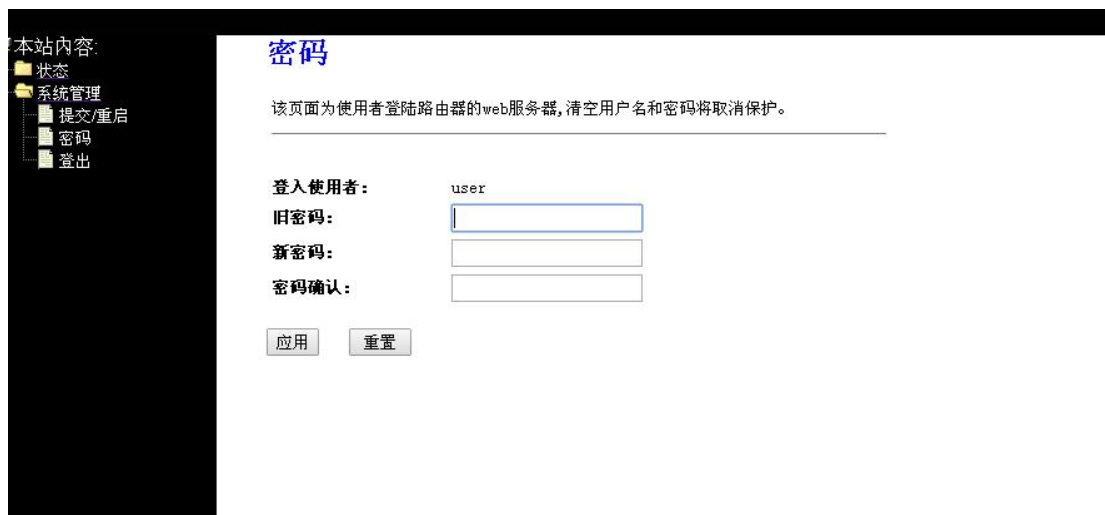 本站内容:
状态
系统管理
提交/重启
密码
登出
密码
该页面为使用者登陆路由器的web服务器,清空用户名和密码将取消保护。
登入使用者: user
旧密码:
新密码:
密码确认:
应用 重置